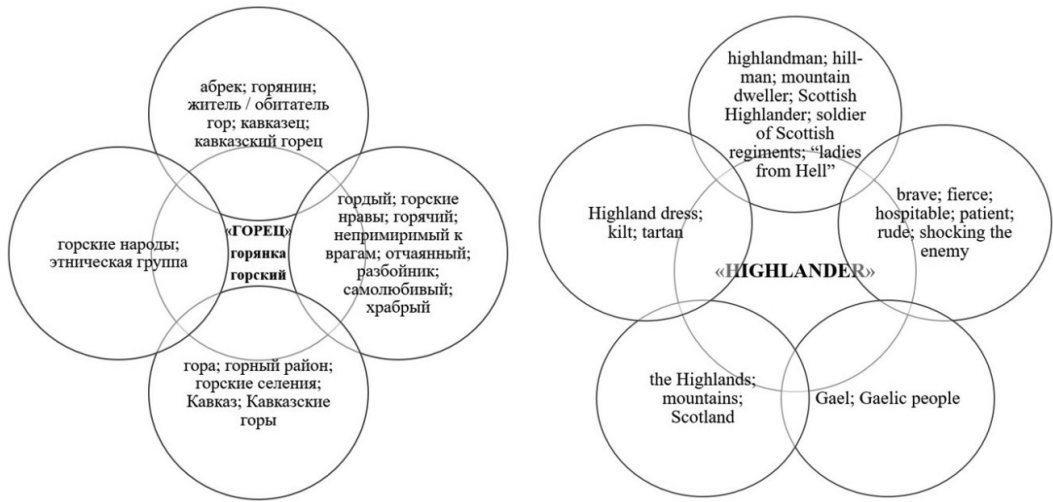 абрек; горянин;
житель / обитатель
гор; кавказец;
кавказский горец
горские народы;
этническая группа
«ГОРЕЦ»
горянка
горский
гордый; горские
нравы; горячий;
непримиримый к
врагам; отчаянный;
разбойник;
самолюбивый;
храбрый
гора; горный район;
горские селения;
Кавказ; Кавказские
горы
highlandman; hill-
man; mountain
dweller; Scottish
Highlander; soldier
of Scottish
regiments; “ladies
from Hell”
Highland dress;
kilt; tartan
brave; fierce;
hospitable; patient;
rude; shocking the
enemy
«HIGHLANDER»
the Highlands;
mountains;
Scotland
Gael; Gaelic people